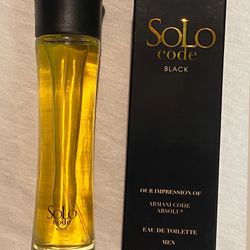 SoLo
code
BLACK
OUR IMPRESSION OF
ARMANI CODE
ABSOLU*
EAU DE TOILETTE
MEN
SoLo
code